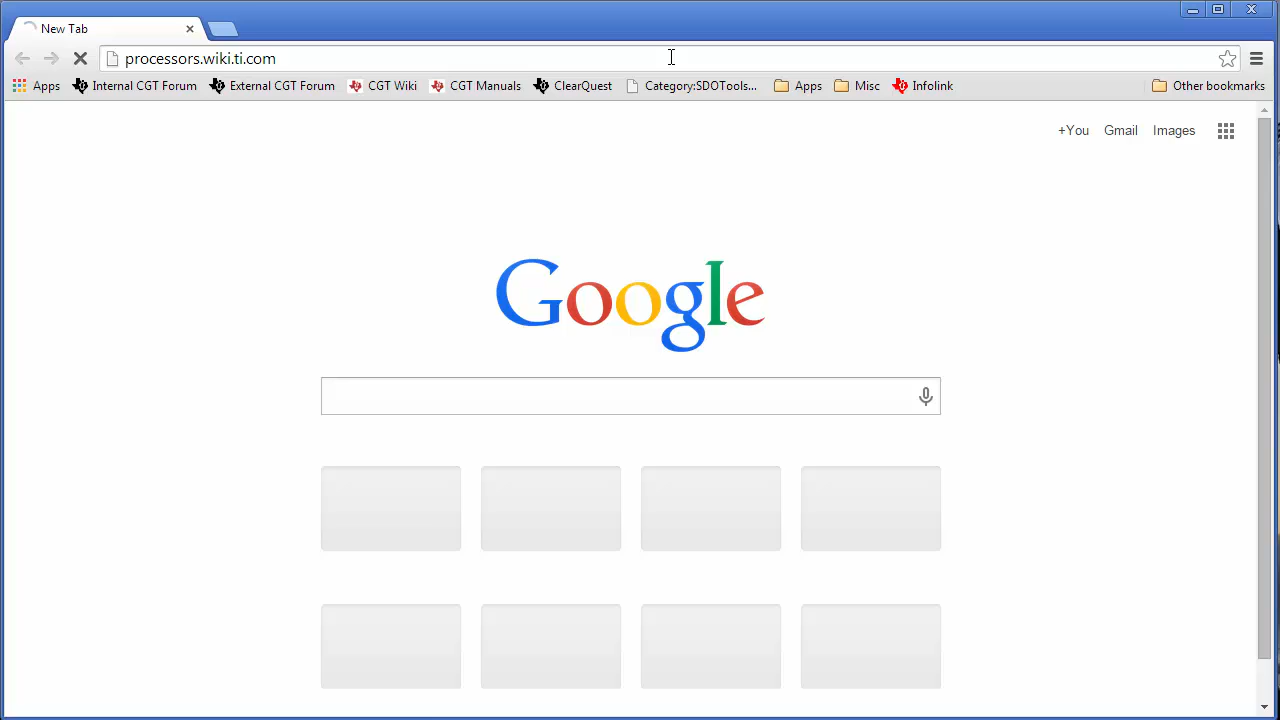 New Tab
processors.wiki.ti.com
Apps Internal CGT Forum External CGT Forum CGT Wiki CGT Manuals ClearQuest Category:SDOTools... Apps Misc Infolink Other bookmarks
+You Gmail Images
Google